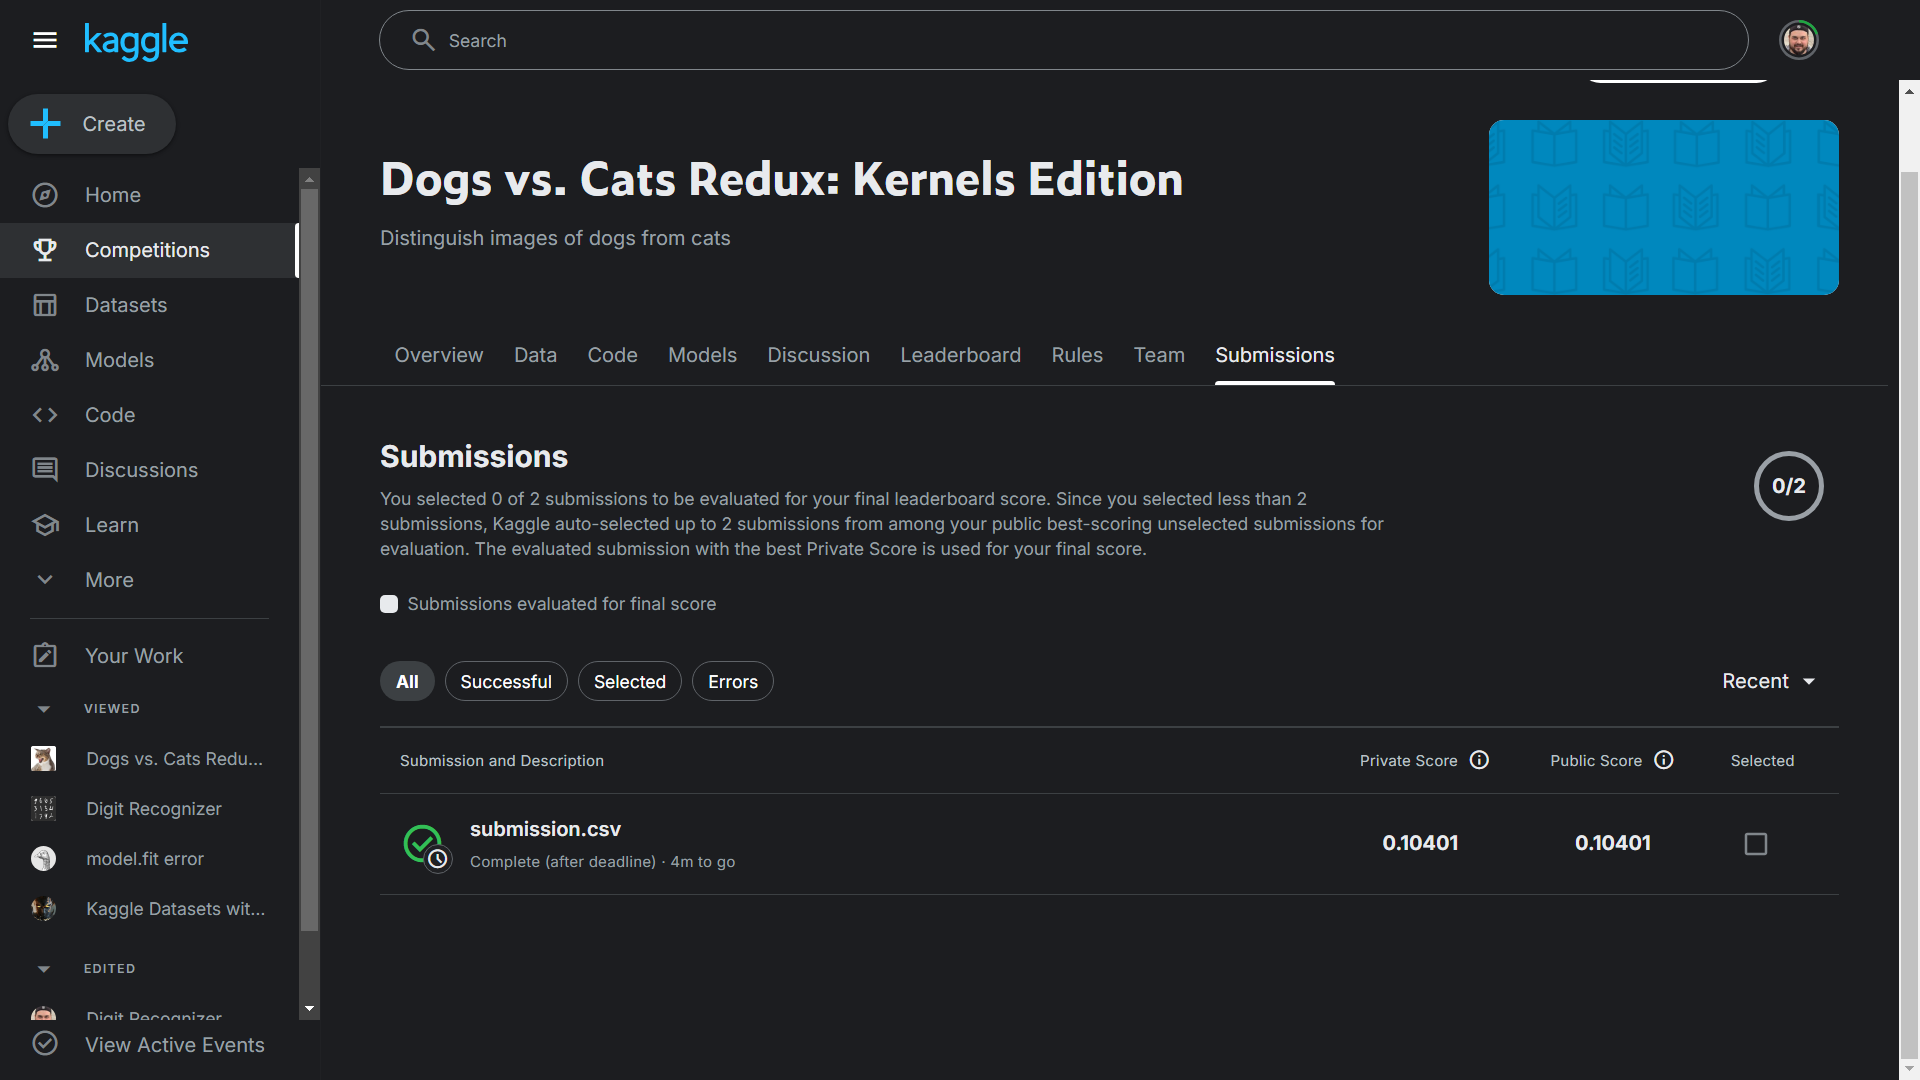 kaggle
Search
Create
Home
Competitions
Datasets
Models
Code
Discussions
Learn
More
Your Work
VIEWED
Dogs vs. Cats Redu...
Digit Recognizer
model.fit error
Kaggle Datasets wit...
EDITED
Digit Recognizer
View Active Events
Dogs vs. Cats Redux: Kernels Edition
Distinguish images of dogs from cats
Overview Data Code Models Discussion Leaderboard Rules Team Submissions
Submissions
You selected 0 of 2 submissions to be evaluated for your final leaderboard score. Since you selected less than 2
submissions, Kaggle auto-selected up to 2 submissions from among your public best-scoring unselected submissions for
evaluation. The evaluated submission with the best Private Score is used for your final score.
0/2
Submissions evaluated for final score
All Successful Selected Errors
Recent
Submission and Description Private Score Public Score Selected
submission.csv
Complete (after deadline) · 4m to go
0.10401 0.10401